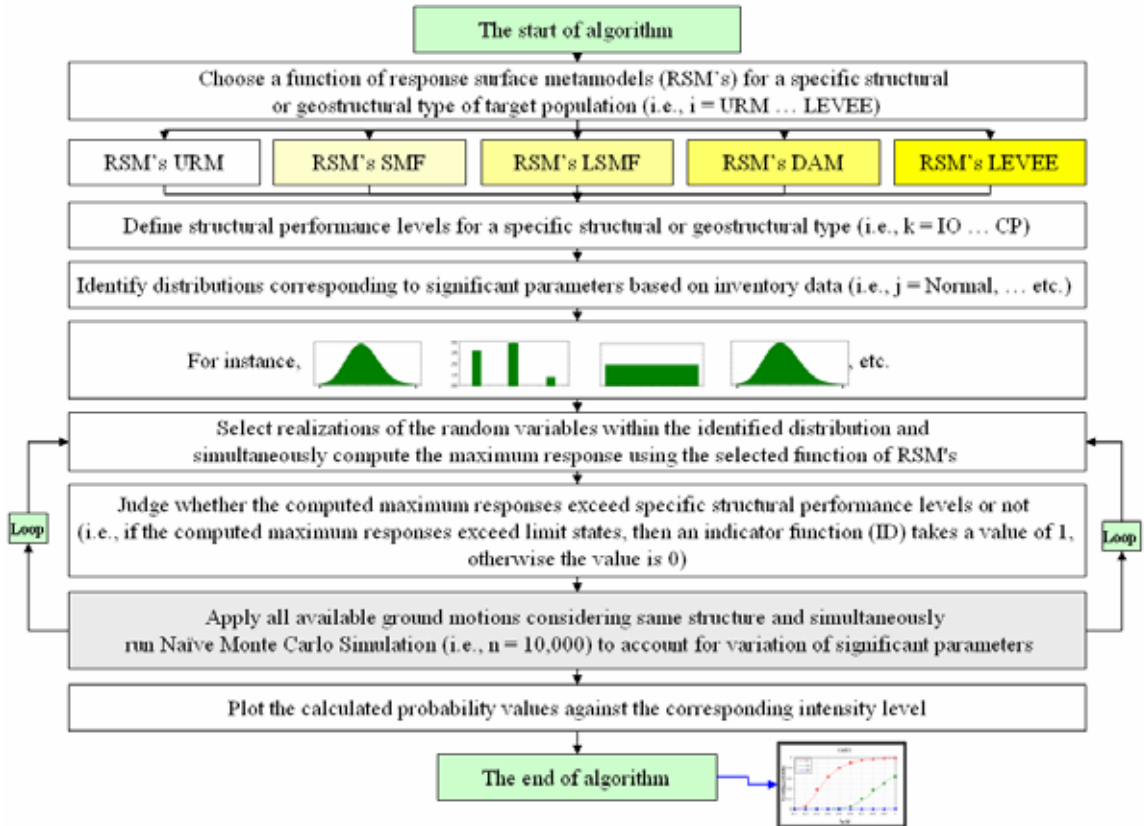 The start of algorithm
Choose a function of response surface metamodels (RSM's) for a specific structural
or geostructural type of target population (i.e., i = URM … LEVEE)
RSM's URM
RSM's SMF
RSM's LSMF
RSM's DAM
RSM's LEVEE
Define structural performance levels for a specific structural or geostructural type (i.e., k = IO … CP)
Identify distributions corresponding to significant parameters based on inventory data (i.e., j = Normal, … etc.)
For instance,
, etc.
Select realizations of the random variables within the identified distribution and
simultaneously compute the maximum response using the selected function of RSM's
Judge whether the computed maximum responses exceed specific structural performance levels or not
(i.e., if the computed maximum responses exceed limit states, then an indicator function (ID) takes a value of 1,
otherwise the value is 0)
Loop
Loop
Apply all available ground motions considering same structure and simultaneously
run Naïve Monte Carlo Simulation (i.e., n = 10,000) to account for variation of significant parameters
Plot the calculated probability values against the corresponding intensity level
The end of algorithm